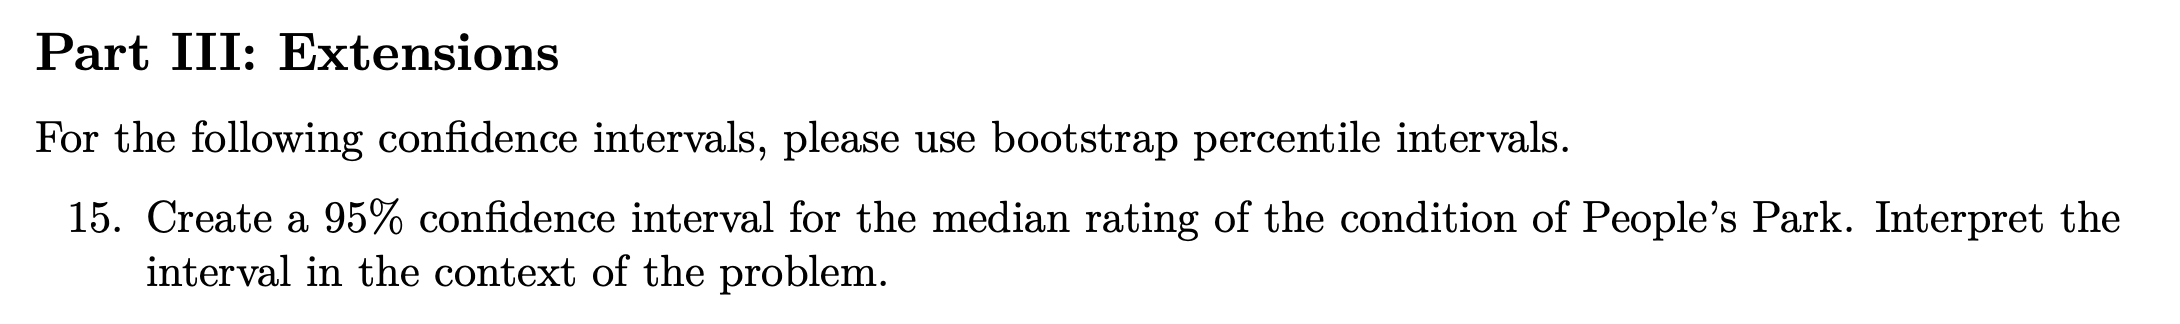 Part III: Extensions
For the following confidence intervals, please use bootstrap percentile intervals.
15. Create a 95% confidence interval for the median rating of the condition of People’s Park. Interpret the
interval in the context of the problem.